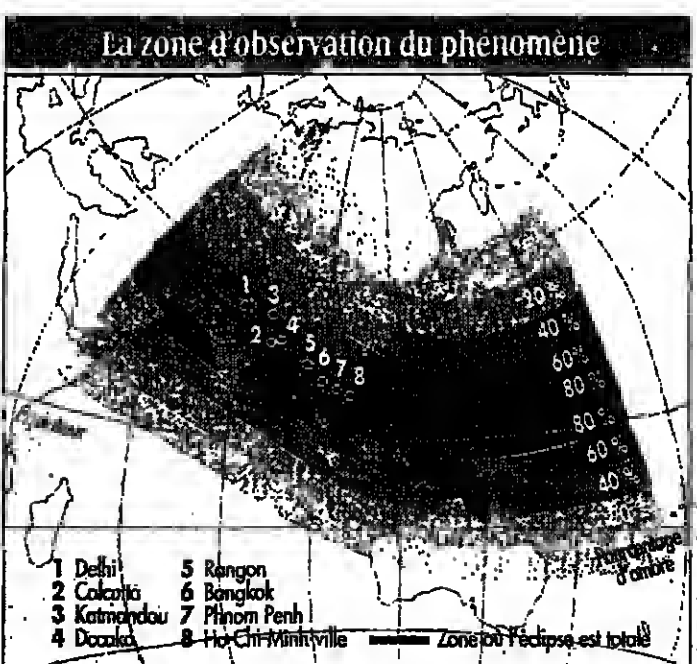 La zone d'observation du phénomène
1
3
2
4
5
6
7
8
20%
40%
60%
80%
80%
60%
40%
20%
Équateur
Pourcentage
d'ombre
1 Delhi
2 Calcutta
3 Katmandou
4 Dacca
5 Rangon
6 Bangkok
7 Phnom Penh
8 Ho Chi Minh ville
Zone où l'éclipse est totale